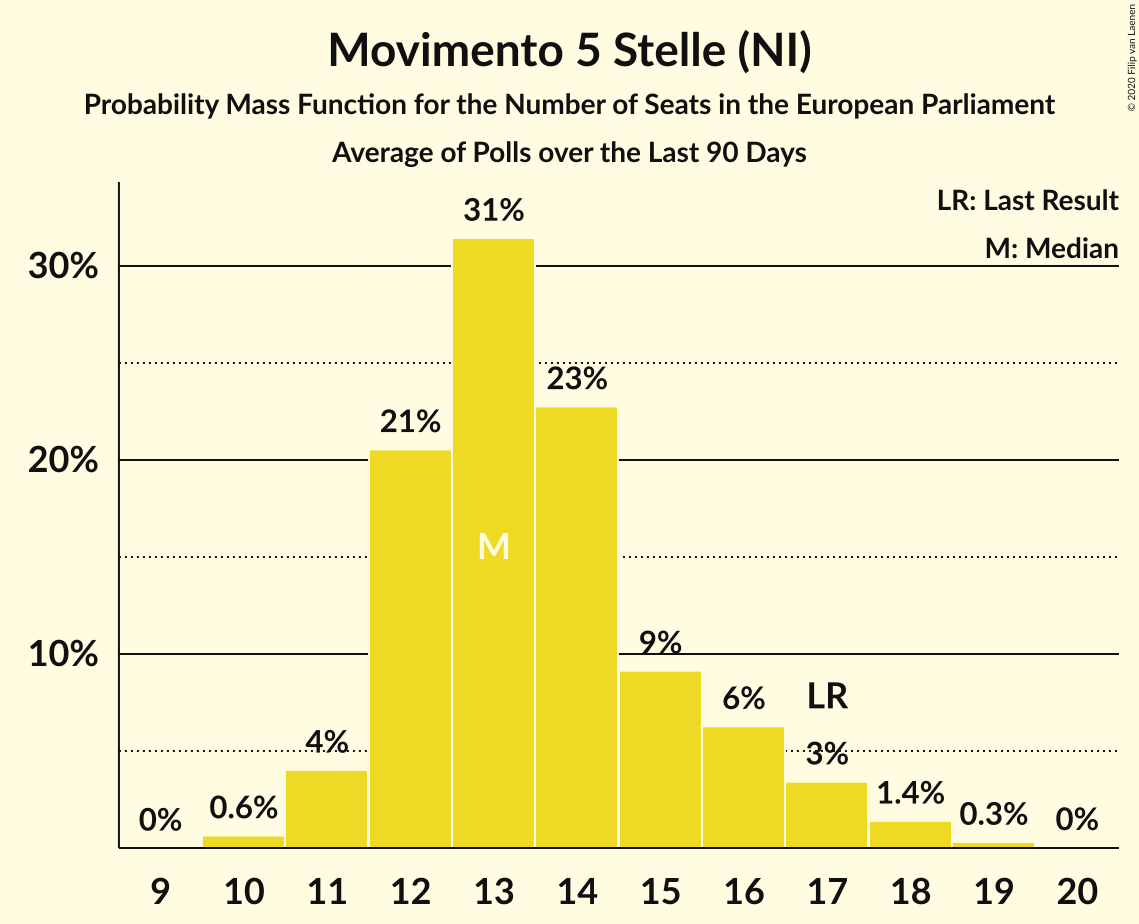 Movimento 5 Stelle (NI)
Probability Mass Function for the Number of Seats in the European Parliament
Average of Polls over the Last 90 Days
© 2020 Filip van Laenen
LR: Last Result
M: Median
30%
20%
10%
0%
0.6%
4%
21%
31%
23%
9%
6%
3%
1.4%
0.3%
0%
M
LR
9 10 11 12 13 14 15 16 17 18 19 20